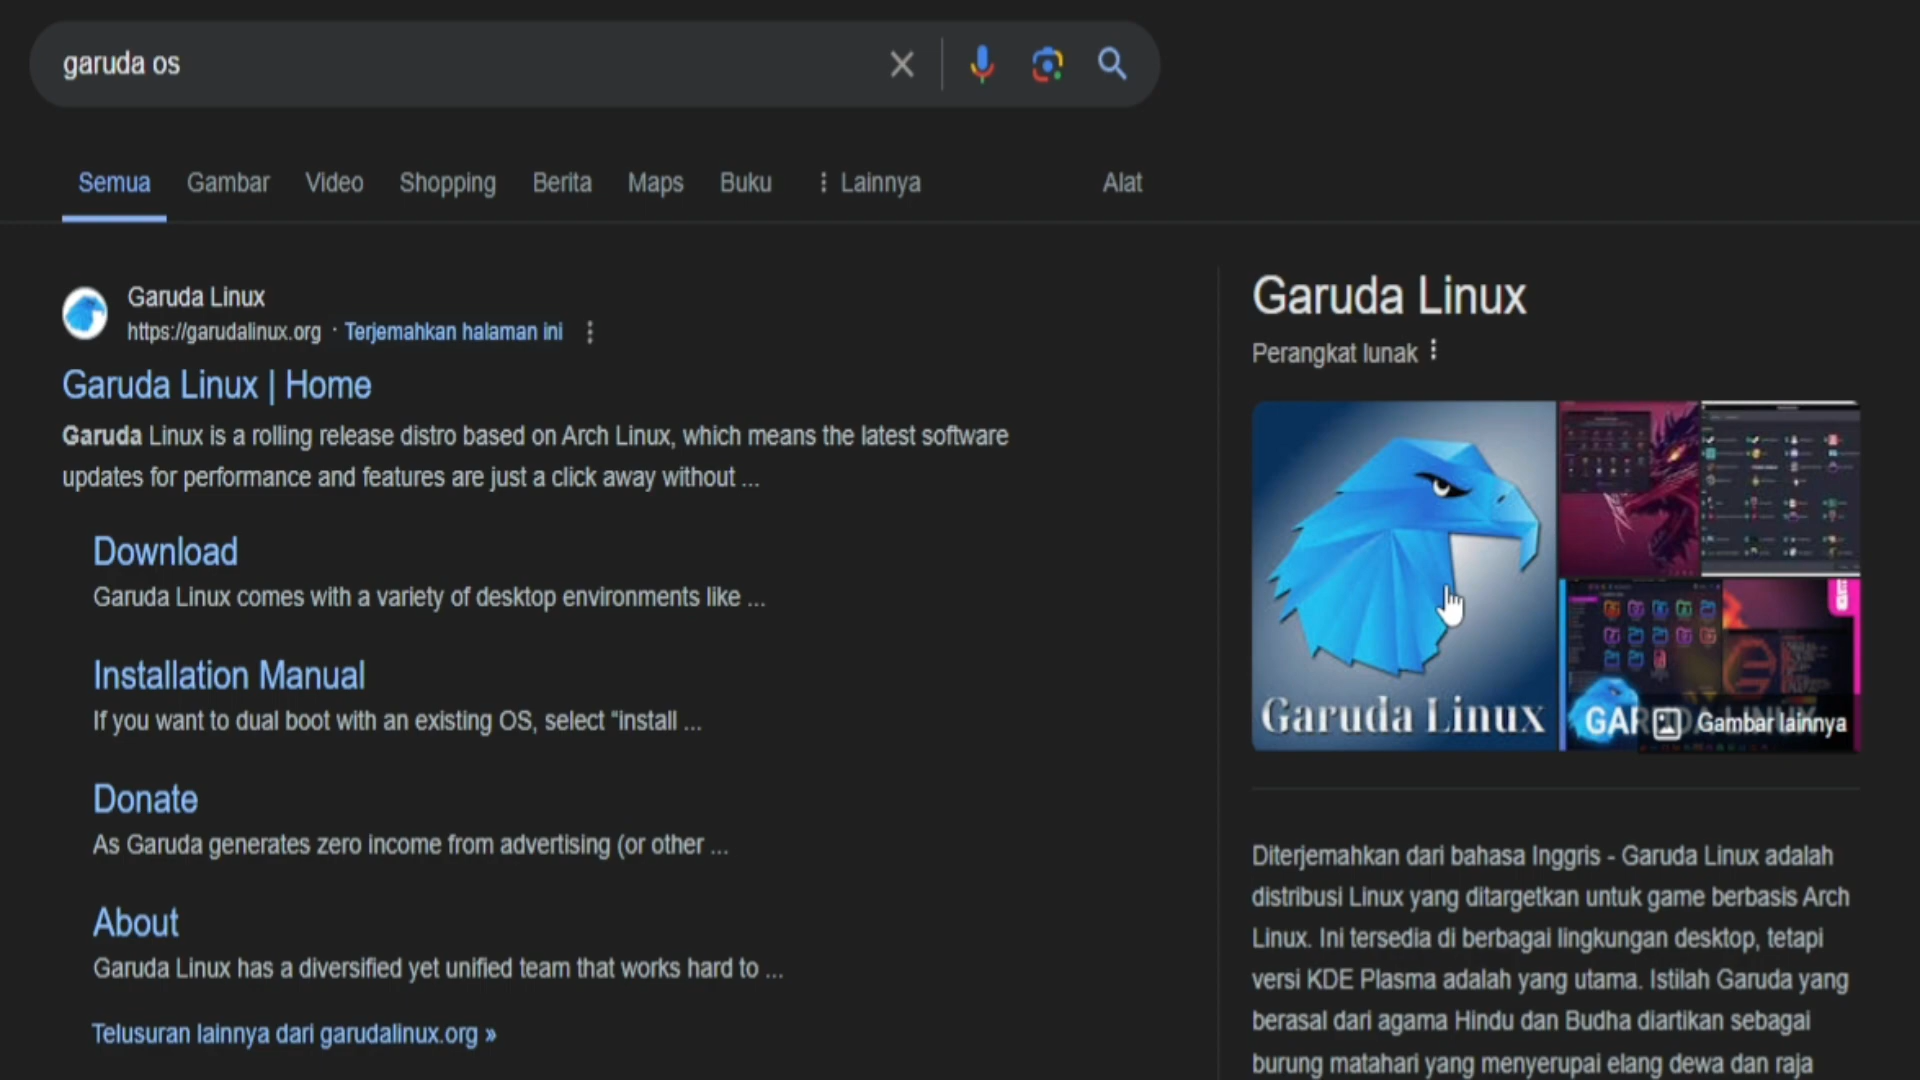 garuda os
Semua Gambar Video Shopping Berita Maps Buku Lainnya Alat
Garuda Linux
https://garudalinux.org · Terjemahkan halaman ini
Garuda Linux | Home
Garuda Linux is a rolling release distro based on Arch Linux, which means the latest software
updates for performance and features are just a click away without ...
Download
Garuda Linux comes with a variety of desktop environments like ...
Installation Manual
If you want to dual boot with an existing OS, select “install ...
Donate
As Garuda generates zero income from advertising (or other ...
About
Garuda Linux has a diversified yet unified team that works hard to ...
Telusuran lainnya dari garudalinux.org »
Garuda Linux
Perangkat lunak
Garuda Linux
Gambar lainnya
Diterjemahkan dari bahasa Inggris - Garuda Linux adalah
distribusi Linux yang ditargetkan untuk game berbasis Arch
Linux. Ini tersedia di berbagai lingkungan desktop, tetapi
versi KDE Plasma adalah yang utama. Istilah Garuda yang
berasal dari agama Hindu dan Budha diartikan sebagai
burung matahari yang menyerupai elang dewa dan raja